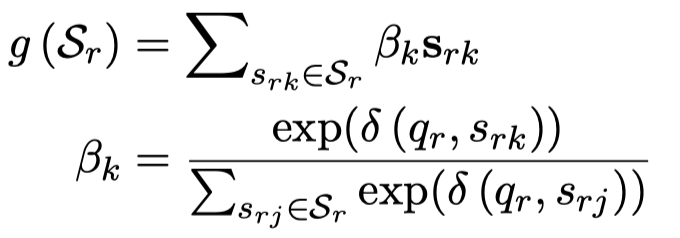 g (𝒮_r) = ∑_{s_{rk}∈𝒮_r} β_k 𝐬_{rk}
β_k = \frac{exp(δ (q_r, s_{rk}))}{∑_{s_{rj}∈𝒮_r} exp(δ (q_r, s_{rj}))}